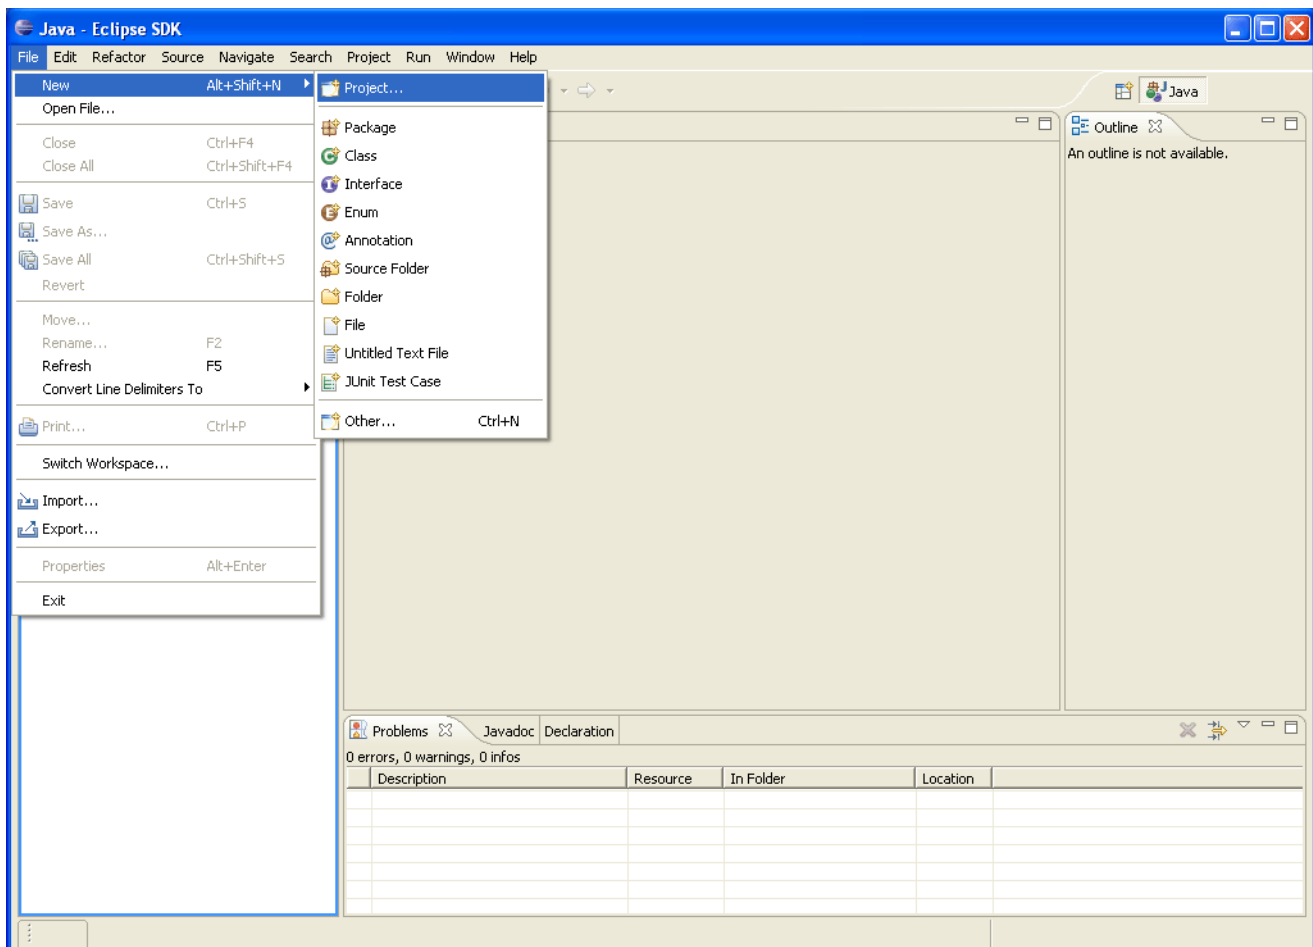 Java - Eclipse SDK
File Edit Refactor Source Navigate Search Project Run Window Help
New Alt+Shift+N
Open File...
Close Ctrl+F4
Close All Ctrl+Shift+F4
Save Ctrl+S
Save As...
Save All Ctrl+Shift+S
Revert
Move...
Rename... F2
Refresh F5
Convert Line Delimiters To
Print... Ctrl+P
Switch Workspace...
Import...
Export...
Properties Alt+Enter
Exit
Project...
Package
Class
Interface
Enum
Annotation
Source Folder
Folder
File
Untitled Text File
JUnit Test Case
Other... Ctrl+N
Java
Outline
An outline is not available.
Problems Javadoc Declaration
0 errors, 0 warnings, 0 infos
Description Resource In Folder Location